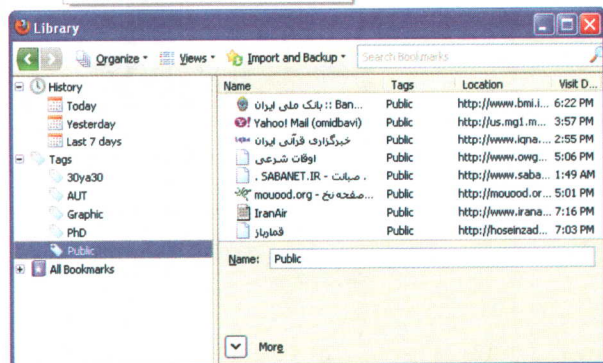 Library
Organize Views Import and Backup Search Bookmarks
History
Today
Yesterday
Last 7 days
Tags
30ya30
AUT
Graphic
PhD
Public
All Bookmarks
Name Tags Location Visit D...
Ban :: بانک ملی ایران... Public http://www.bmi.i... 6:22 PM
Yahoo! Mail (omidbavi) Public http://us.mg1.m... 3:57 PM
خبرگزاری قرآنی ایران Public http://www.iqna.... 2:55 PM
اوقات شرعی Public http://www.owg... 5:06 PM
. SABANET.IR - صبانت . Public http://www.saba... 1:49 AM
mouood.org - صفحه نخ... Public http://mouood.or... 5:01 PM
IranAir Public http://www.irana... 7:16 PM
قمارباز Public http://hoseinzad... 7:03 PM
Name: Public
More